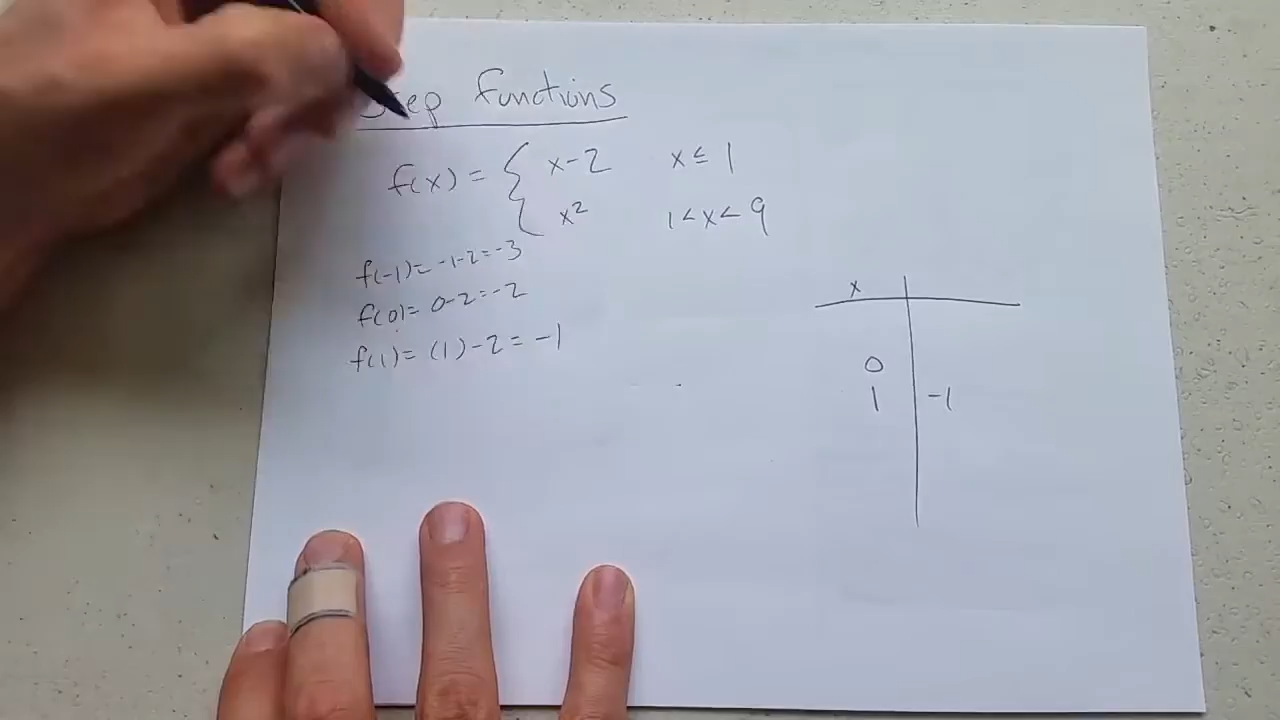 Step functions
f(x) = { x-2 x ≤ 1
x² 1 < x < 9
f(-1) = -1-2 = -3
f(0) = 0-2 = -2
f(1) = (1) -2 = -1
x
0
1 -1